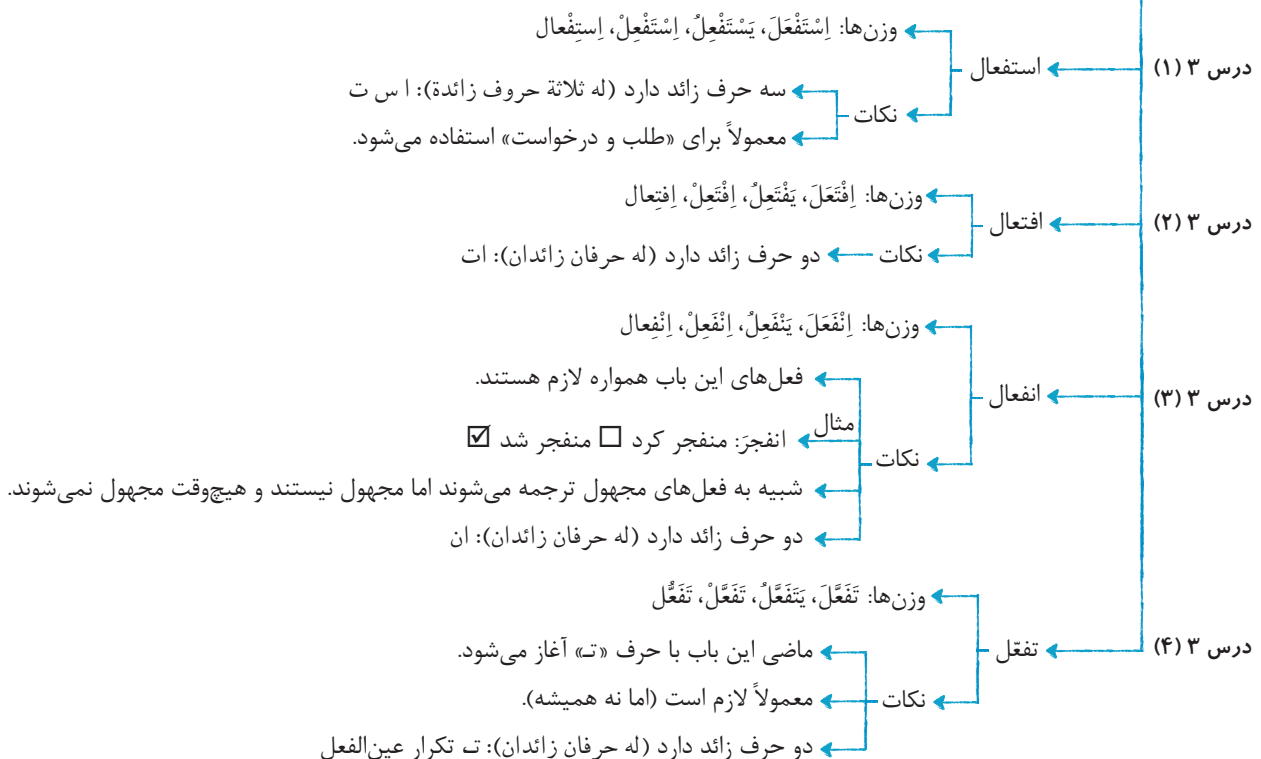 وزن‌ها: اِسْتَفْعَلَ، یَسْتَفْعِلُ، اِسْتَفْعِلْ، اِستِفْعال
درس ۳ (۱)
استفعال
سه حرف زائد دارد (له ثلاثة حروف زائدة): ا س ت
نکات
معمولاً برای «طلب و درخواست» استفاده می‌شود.
وزن‌ها: اِفْتَعَلَ، یَفْتَعِلُ، اِفْتَعِلْ، اِفتِعال
درس ۳ (۲)
افتعال
نکات
دو حرف زائد دارد (له حرفان زائدان): ات
وزن‌ها: اِنْفَعَلَ، یَنْفَعِلُ، اِنْفَعِلْ، اِنْفِعال
درس ۳ (۳)
انفعال
فعل‌های این باب همواره لازم هستند.
مثال
انفجرَ: منفجر کرد ☐ منفجر شد ☑
نکات
شبیه به فعل‌های مجهول ترجمه می‌شوند اما مجهول نیستند و هیچ‌وقت مجهول نمی‌شوند.
دو حرف زائد دارد (له حرفان زائدان): ان
وزن‌ها: تَفَعَّلَ، یَتَفَعَّلُ، تَفَعَّلْ، تَفَعُّل
درس ۳ (۴)
تفعّل
ماضی این باب با حرف «تـ» آغاز می‌شود.
نکات
معمولاً لازم است (اما نه همیشه).
دو حرف زائد دارد (له حرفان زائدان): تـ تکرار عین‌الفعل